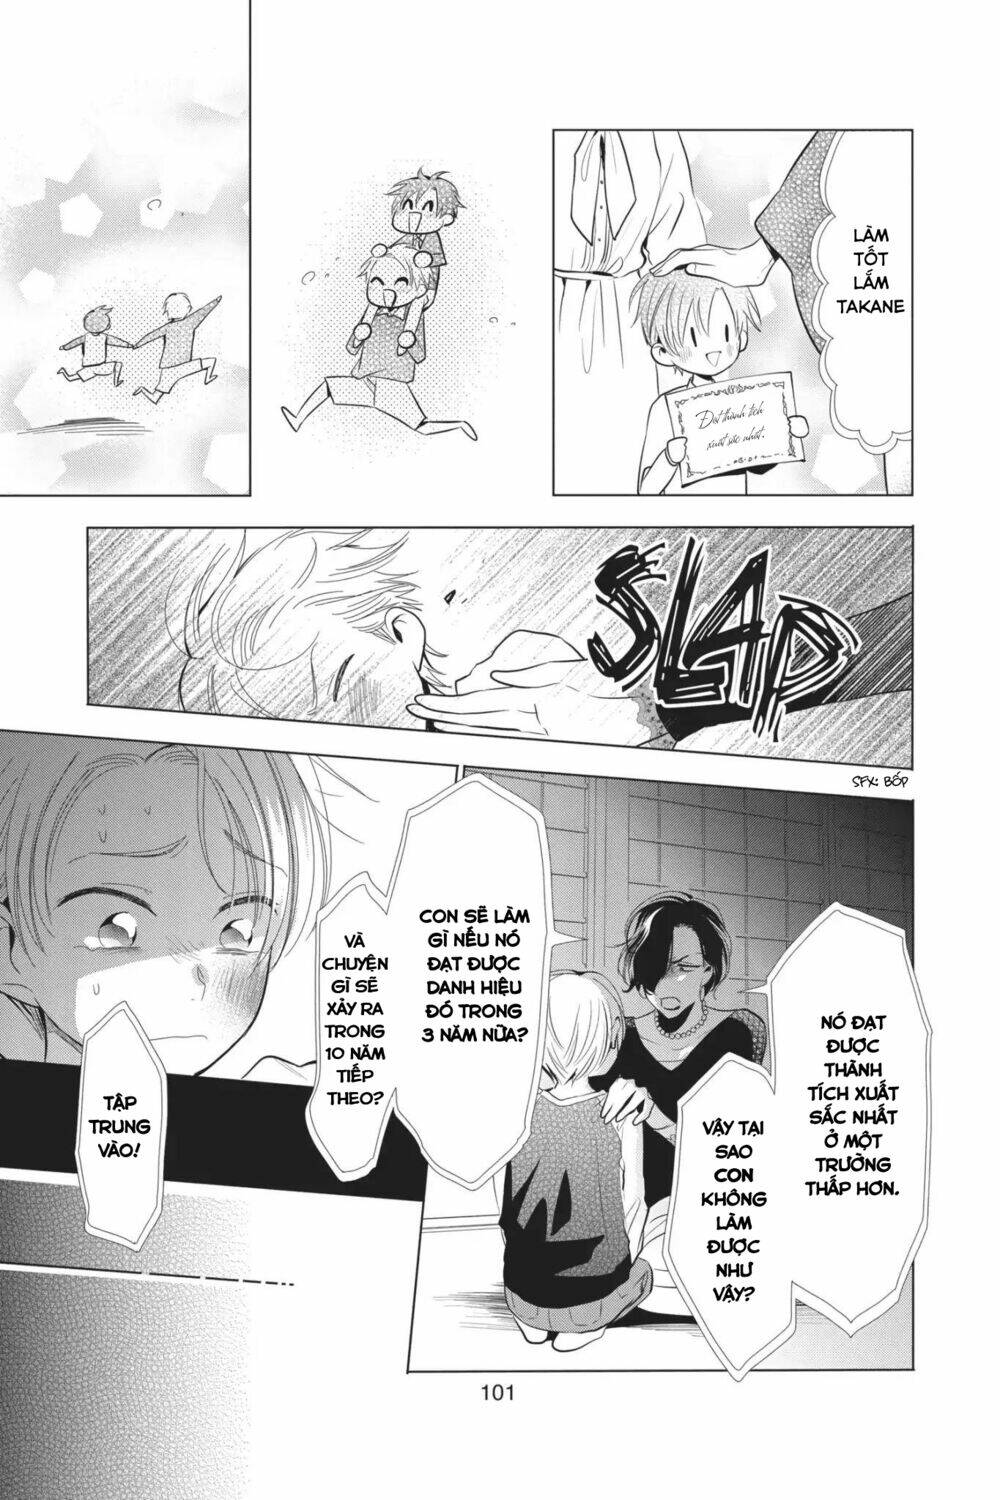 LÀM
TỐT
LẮM
TAKANE
Đạt thành tích
xuất sắc nhất.
SLAP
SFX: BỐP
NÓ ĐẠT
ĐƯỢC
THÀNH
TÍCH XUẤT
SẮC NHẤT
Ở MỘT
TRƯỜNG
THẤP HƠN.
VẬY TẠI
SAO
CON
KHÔNG
LÀM
ĐƯỢC
NHƯ
VẬY?
CON SẼ LÀM
GÌ NẾU NÓ
ĐẠT ĐƯỢC
DANH HIỆU
ĐÓ TRONG
3 NĂM NỮA?
VÀ
CHUYỆN
GÌ SẼ
XẢY RA
TRONG
10 NĂM
TIẾP
THEO?
TẬP
TRUNG
VÀO!
101